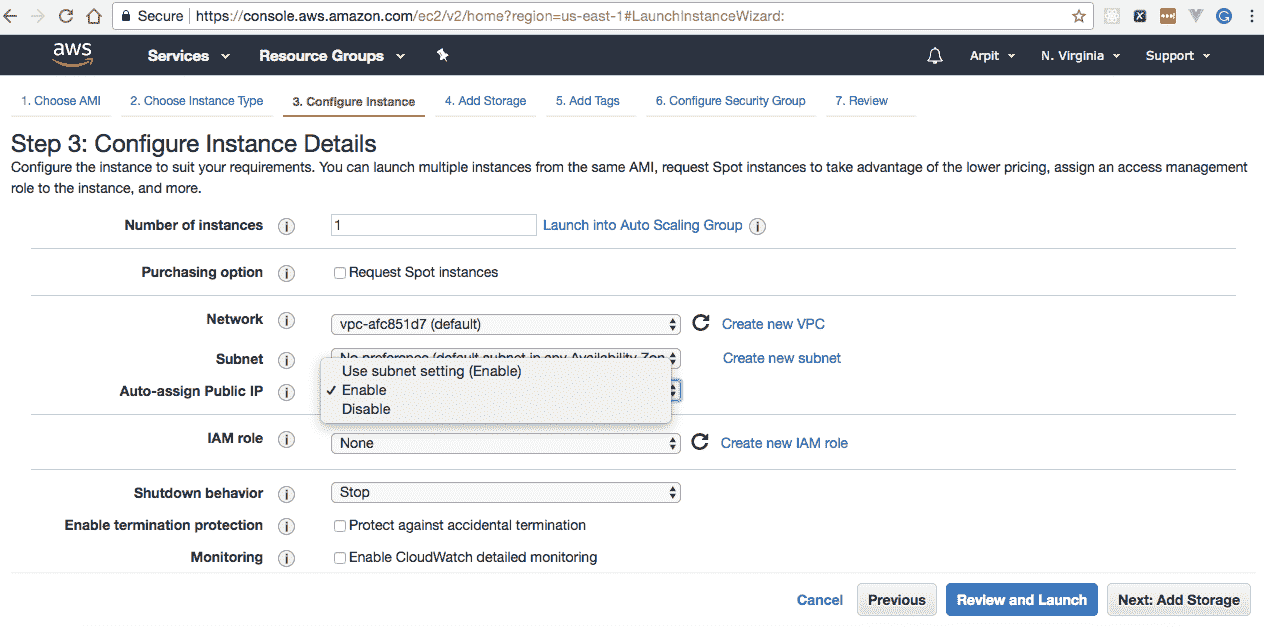 Secure https://console.aws.amazon.com/ec2/v2/home?region=us-east-1#LaunchInstanceWizard:
aws Services Resource Groups Arpit N. Virginia Support
1. Choose AMI 2. Choose Instance Type 3. Configure Instance 4. Add Storage 5. Add Tags 6. Configure Security Group 7. Review
Step 3: Configure Instance Details
Configure the instance to suit your requirements. You can launch multiple instances from the same AMI, request Spot instances to take advantage of the lower pricing, assign an access management
role to the instance, and more.
Number of instances 1 Launch into Auto Scaling Group
Purchasing option Request Spot instances
Network vpc-afc851d7 (default) Create new VPC
Subnet No preference (default subnet in any Availability Zon Create new subnet
Use subnet setting (Enable)
Auto-assign Public IP Enable
Disable
IAM role None Create new IAM role
Shutdown behavior Stop
Enable termination protection Protect against accidental termination
Monitoring Enable CloudWatch detailed monitoring
Cancel Previous Review and Launch Next: Add Storage